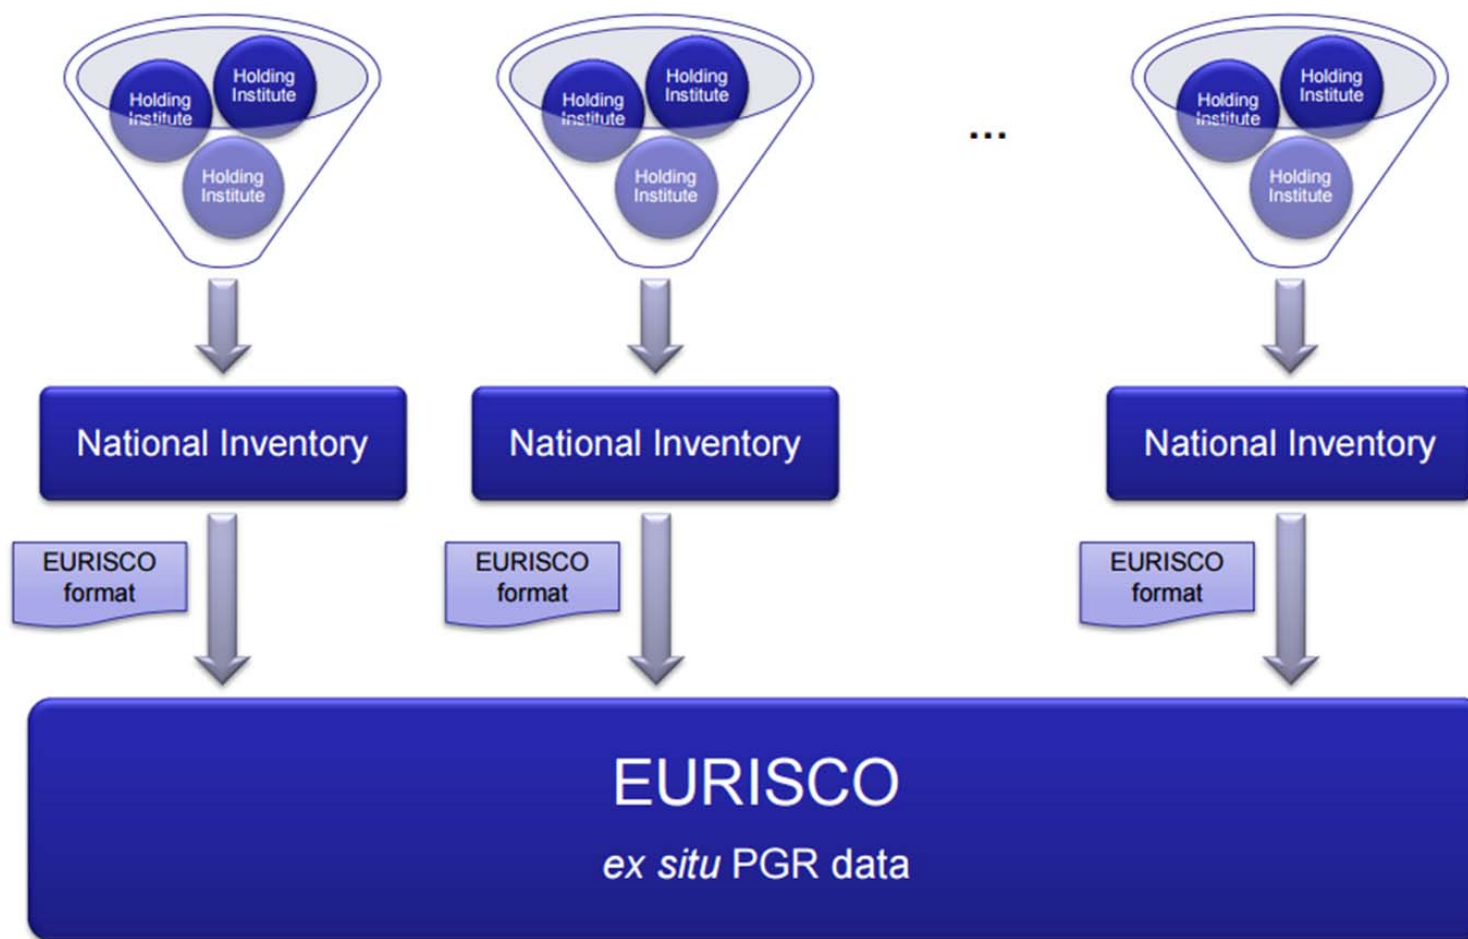 Holding
Institute
Holding
Institute
Holding
Institute
Holding
Institute
Holding
Institute
Holding
Institute
...
Holding
Institute
Holding
Institute
Holding
Institute
National Inventory
National Inventory
National Inventory
EURISCO
format
EURISCO
format
EURISCO
format
EURISCO
ex situ PGR data